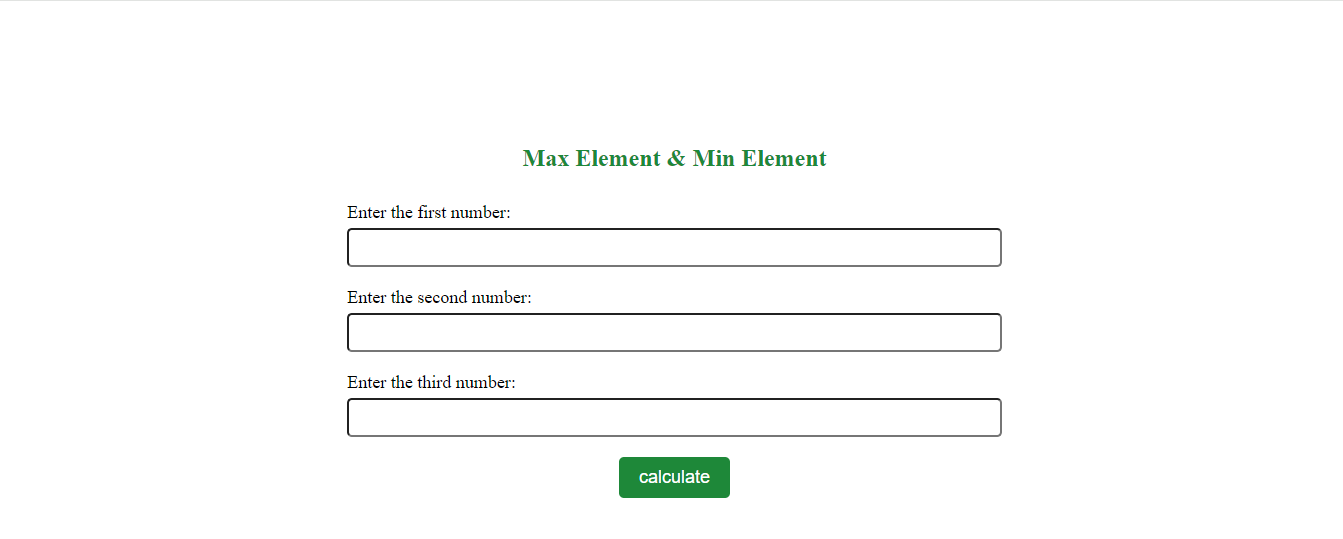 Max Element & Min Element
Enter the first number:
Enter the second number:
Enter the third number:
calculate